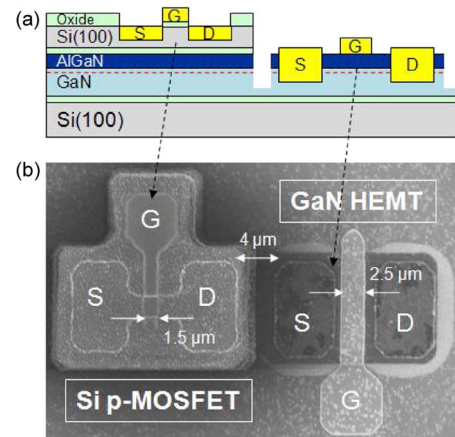 (a)
Oxide
G
Si(100)
S
D
AlGaN
GaN
Si(100)
G
S
D
(b)
GaN HEMT
G
4 µm
2.5 µm
S
D
S
D
1.5 µm
Si p-MOSFET
G